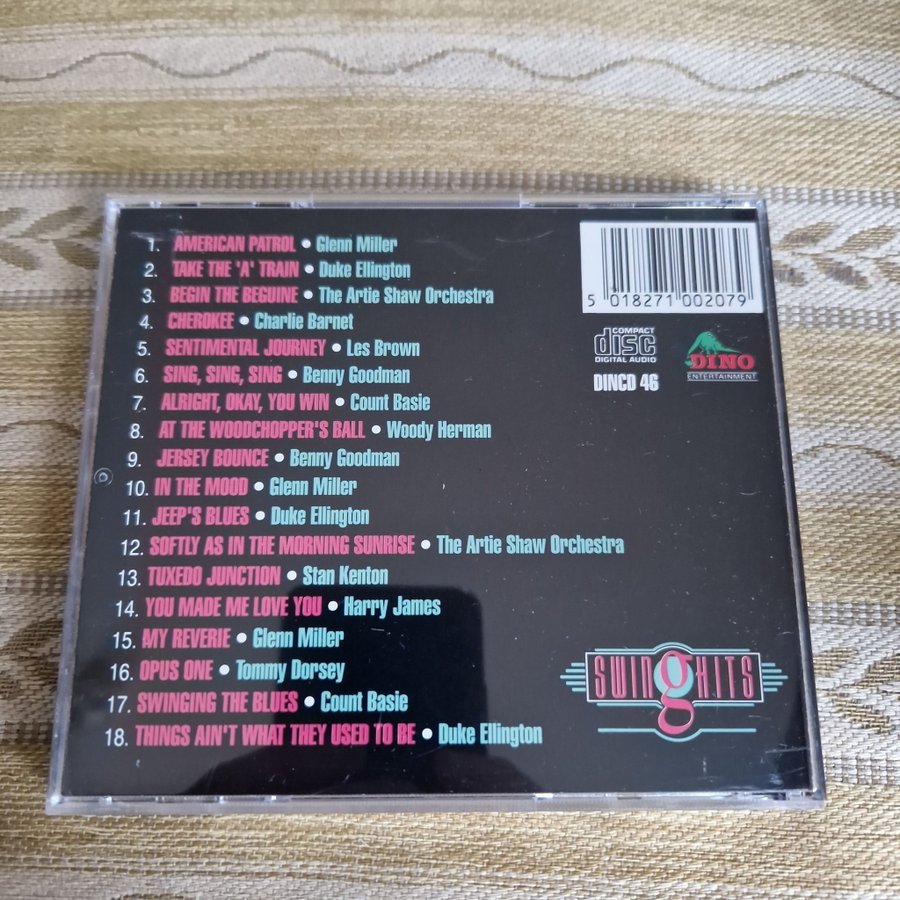 1. AMERICAN PATROL • Glenn Miller
2. TAKE THE 'A' TRAIN • Duke Ellington
3. BEGIN THE BEGUINE • The Artie Shaw Orchestra
4. CHEROKEE • Charlie Barnet
5. SENTIMENTAL JOURNEY • Les Brown
6. SING, SING, SING • Benny Goodman
7. ALRIGHT, OKAY, YOU WIN • Count Basie
8. AT THE WOODCHOPPER'S BALL • Woody Herman
9. JERSEY BOUNCE • Benny Goodman
10. IN THE MOOD • Glenn Miller
11. JEEP'S BLUES • Duke Ellington
12. SOFTLY AS IN THE MORNING SUNRISE • The Artie Shaw Orchestra
13. TUXEDO JUNCTION • Stan Kenton
14. YOU MADE ME LOVE YOU • Harry James
15. MY REVERIE • Glenn Miller
16. OPUS ONE • Tommy Dorsey
17. SWINGING THE BLUES • Count Basie
18. THINGS AIN'T WHAT THEY USED TO BE • Duke Ellington
5 018271 002079
COMPACT
disc
DIGITAL AUDIO
DINCD 46
DINO
ENTERTAINMENT
SWING HITS